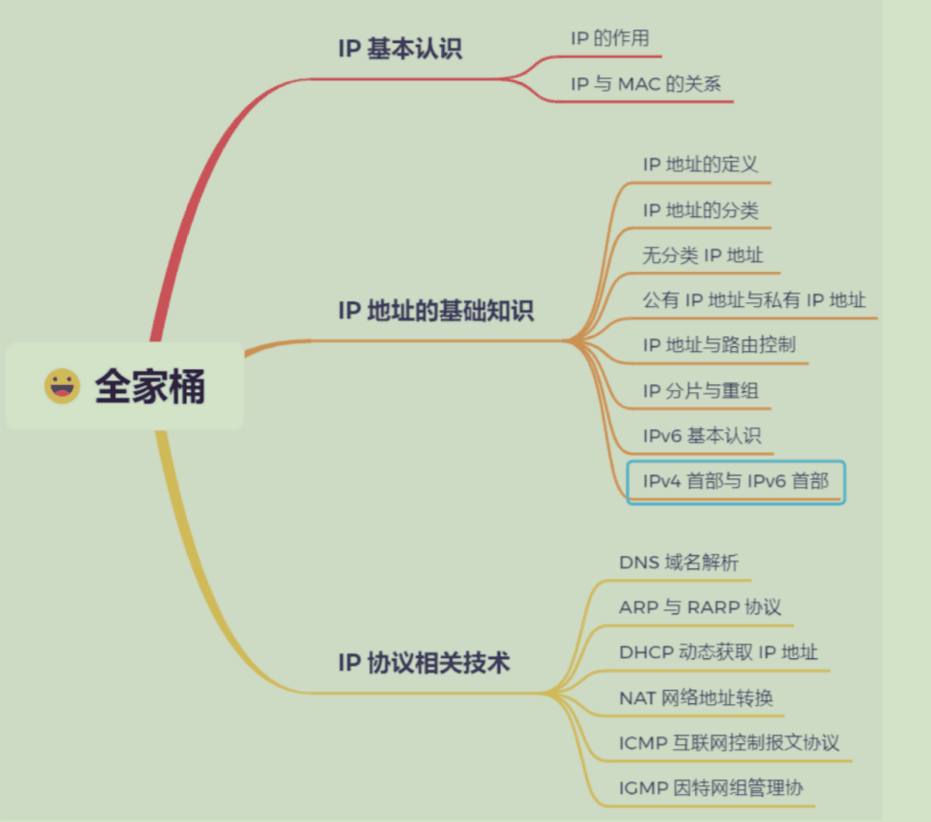 全家桶
IP 基本认识
IP 的作用
IP 与 MAC 的关系
IP 地址的基础知识
IP 地址的定义
IP 地址的分类
无分类 IP 地址
公有 IP 地址与私有 IP 地址
IP 地址与路由控制
IP 分片与重组
IPv6 基本认识
IPv4 首部与 IPv6 首部
IP 协议相关技术
DNS 域名解析
ARP 与 RARP 协议
DHCP 动态获取 IP 地址
NAT 网络地址转换
ICMP 互联网控制报文协议
IGMP 因特网组管理协